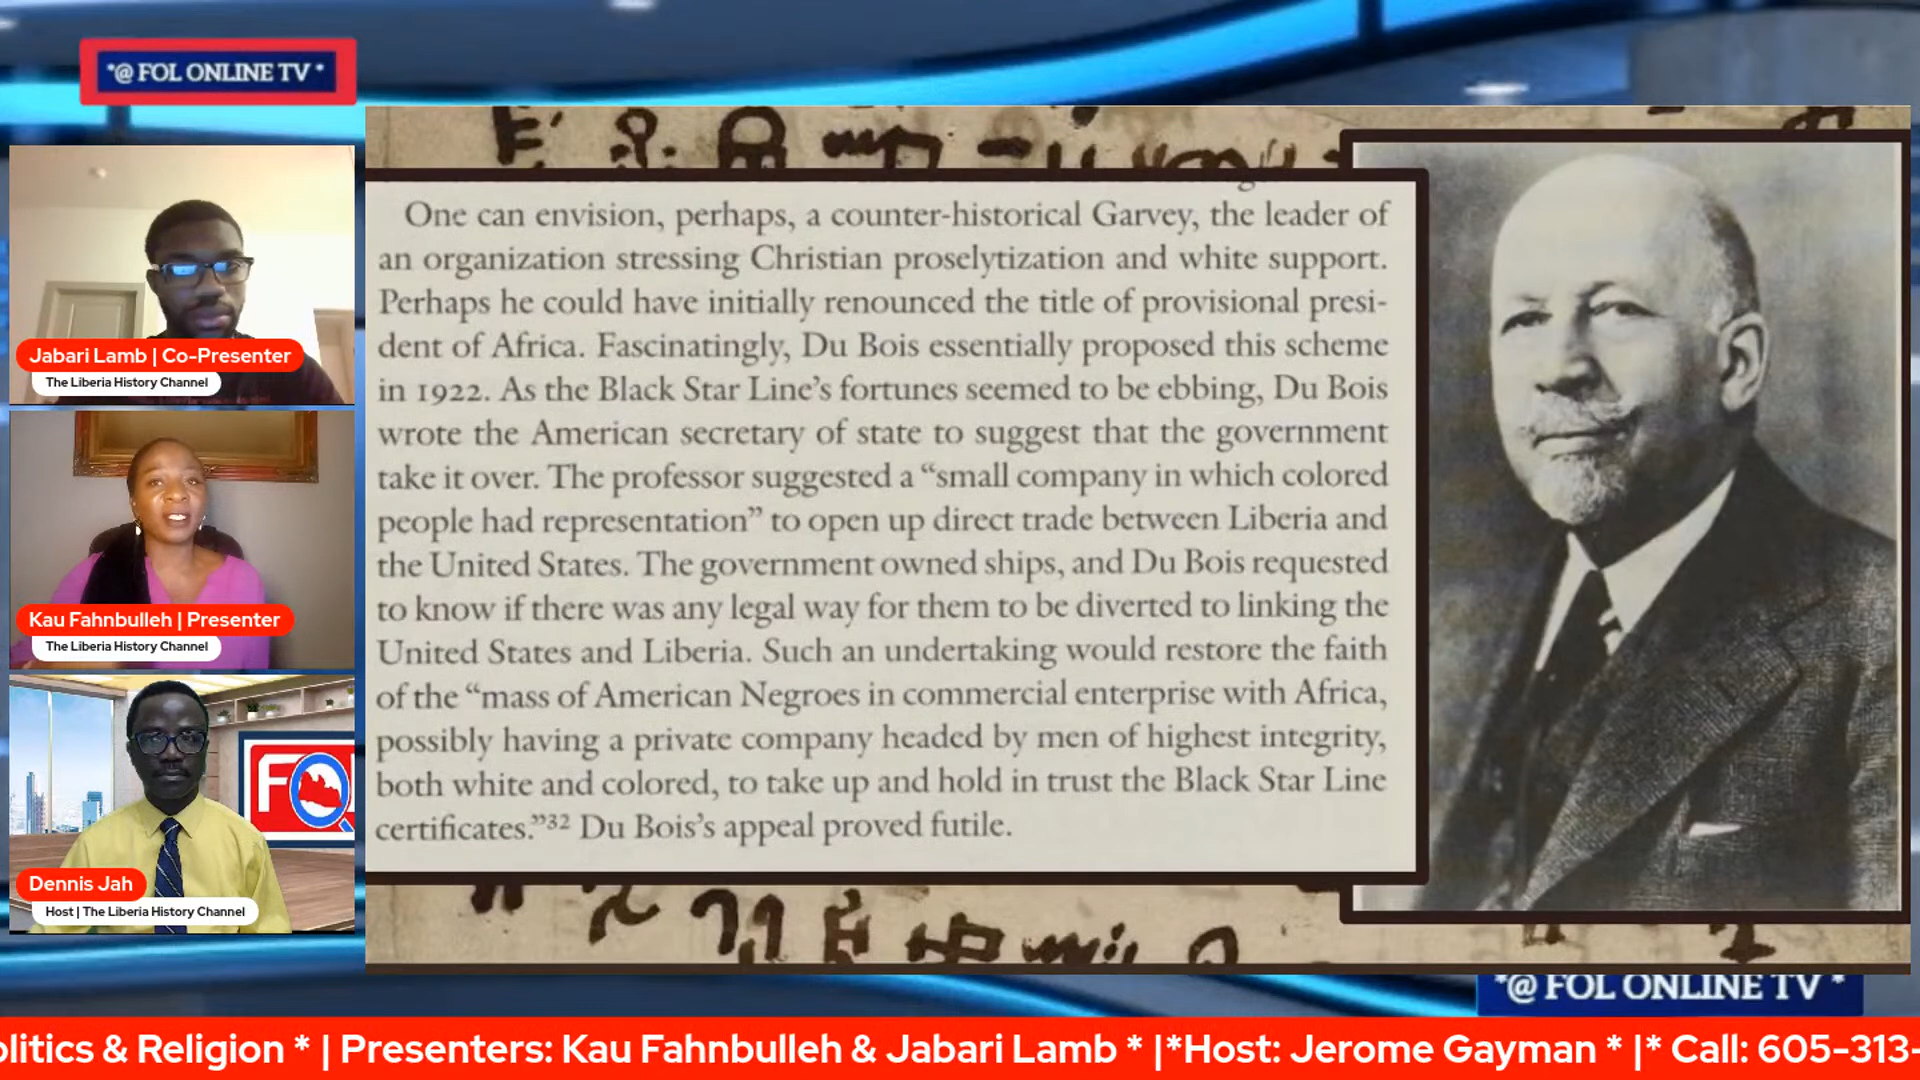 *@ FOL ONLINE TV *
Jabari Lamb | Co-Presenter
The Liberia History Channel
Kau Fahnbulleh | Presenter
The Liberia History Channel
Dennis Jah
Host | The Liberia History Channel
One can envision, perhaps, a counter-historical Garvey, the leader of
an organization stressing Christian proselytization and white support.
Perhaps he could have initially renounced the title of provisional presi-
dent of Africa. Fascinatingly, Du Bois essentially proposed this scheme
in 1922. As the Black Star Line's fortunes seemed to be ebbing, Du Bois
wrote the American secretary of state to suggest that the government
take it over. The professor suggested a “small company in which colored
people had representation” to open up direct trade between Liberia and
the United States. The government owned ships, and Du Bois requested
to know if there was any legal way for them to be diverted to linking the
United States and Liberia. Such an undertaking would restore the faith
of the “mass of American Negroes in commercial enterprise with Africa,
possibly having a private company headed by men of highest integrity,
both white and colored, to take up and hold in trust the Black Star Line
certificates.”32 Du Bois's appeal proved futile.
*@ FOL ONLINE TV *
olitics & Religion * | Presenters: Kau Fahnbulleh & Jabari Lamb * |*Host: Jerome Gayman * |* Call: 605-313-